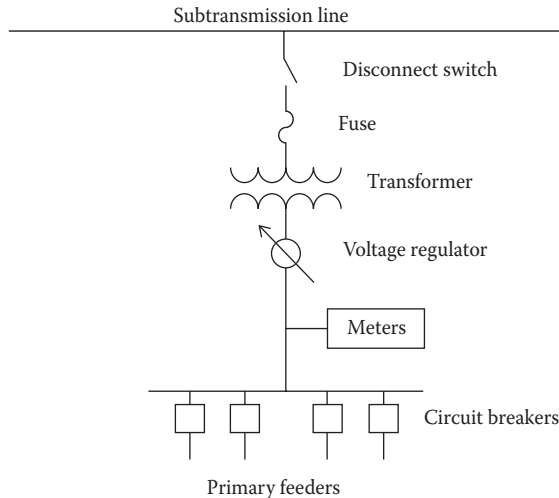 Subtransmission line
Disconnect switch
Fuse
Transformer
Voltage regulator
Meters
Circuit breakers
Primary feeders